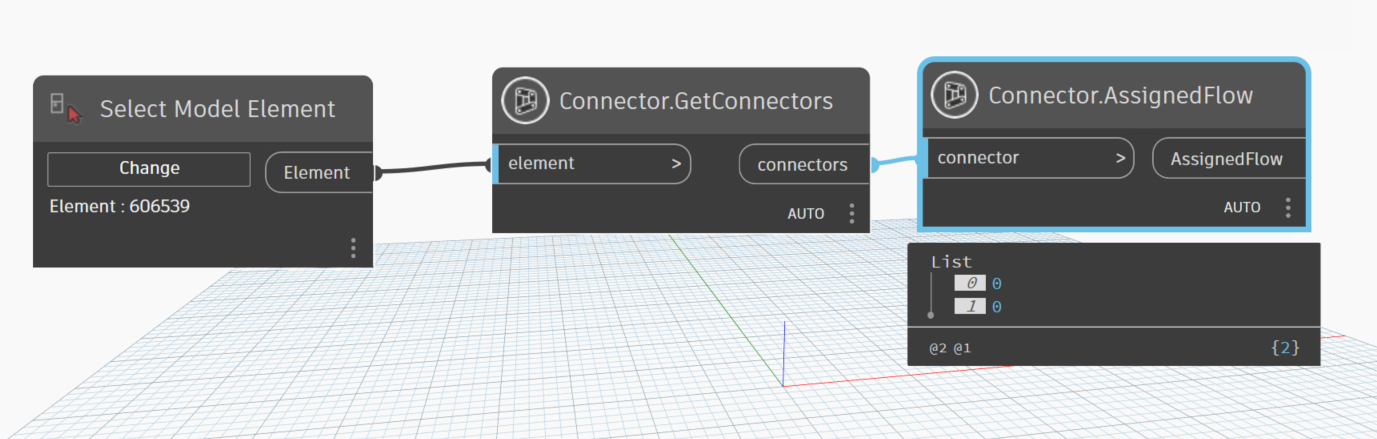 Select Model Element
Change
Element
Element : 606539
Connector.GetConnectors
element >
connectors
AUTO
Connector.AssignedFlow
connector >
AssignedFlow
AUTO
List
0 0
1 0
@2 @1 {2}